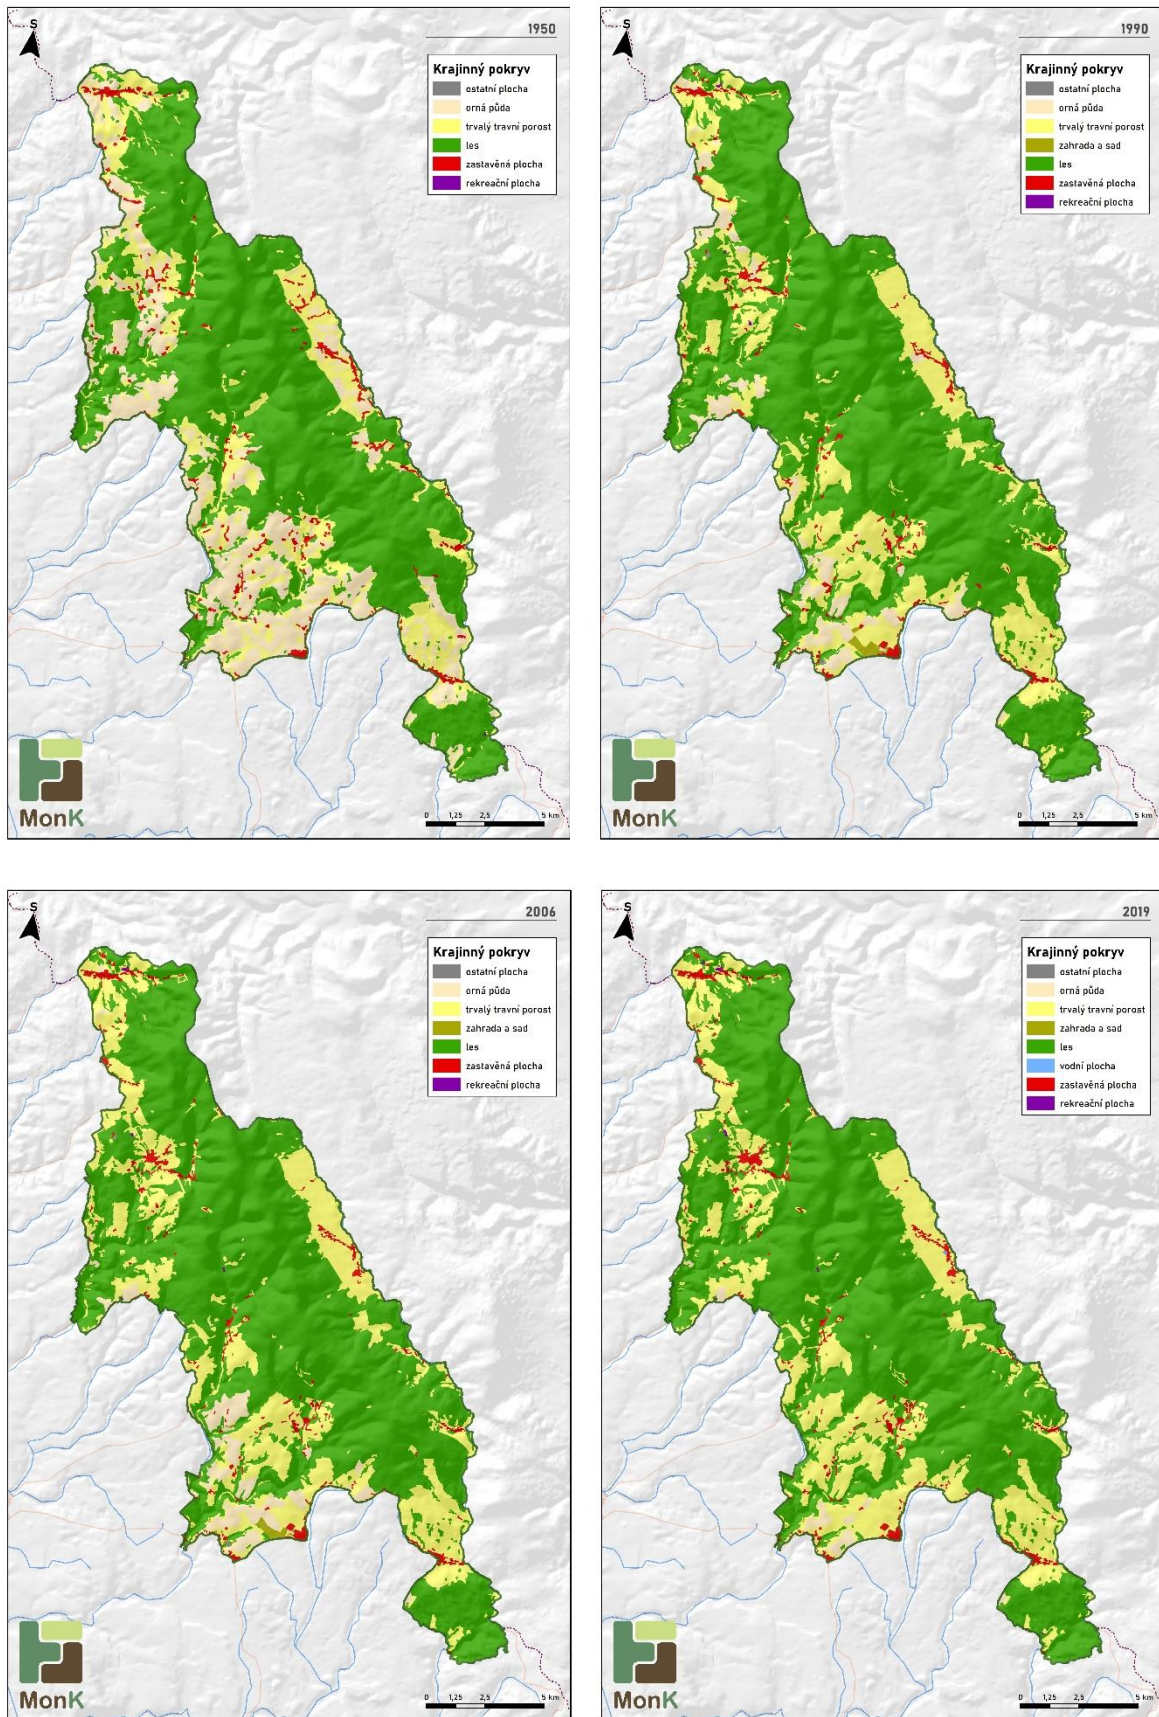 S
1950
Krajinný pokryv
ostatní plocha
orná půda
trvalý travní porost
les
zastavěná plocha
rekreační plocha
MonK
0 1,25 2,5 5 km
S
1990
Krajinný pokryv
ostatní plocha
orná půda
trvalý travní porost
zahrada a sad
les
zastavěná plocha
rekreační plocha
MonK
0 1,25 2,5 5 km
S
2006
Krajinný pokryv
ostatní plocha
orná půda
trvalý travní porost
zahrada a sad
les
zastavěná plocha
rekreační plocha
MonK
0 1,25 2,5 5 km
S
2019
Krajinný pokryv
ostatní plocha
orná půda
trvalý travní porost
zahrada a sad
les
vodní plocha
zastavěná plocha
rekreační plocha
MonK
0 1,25 2,5 5 km